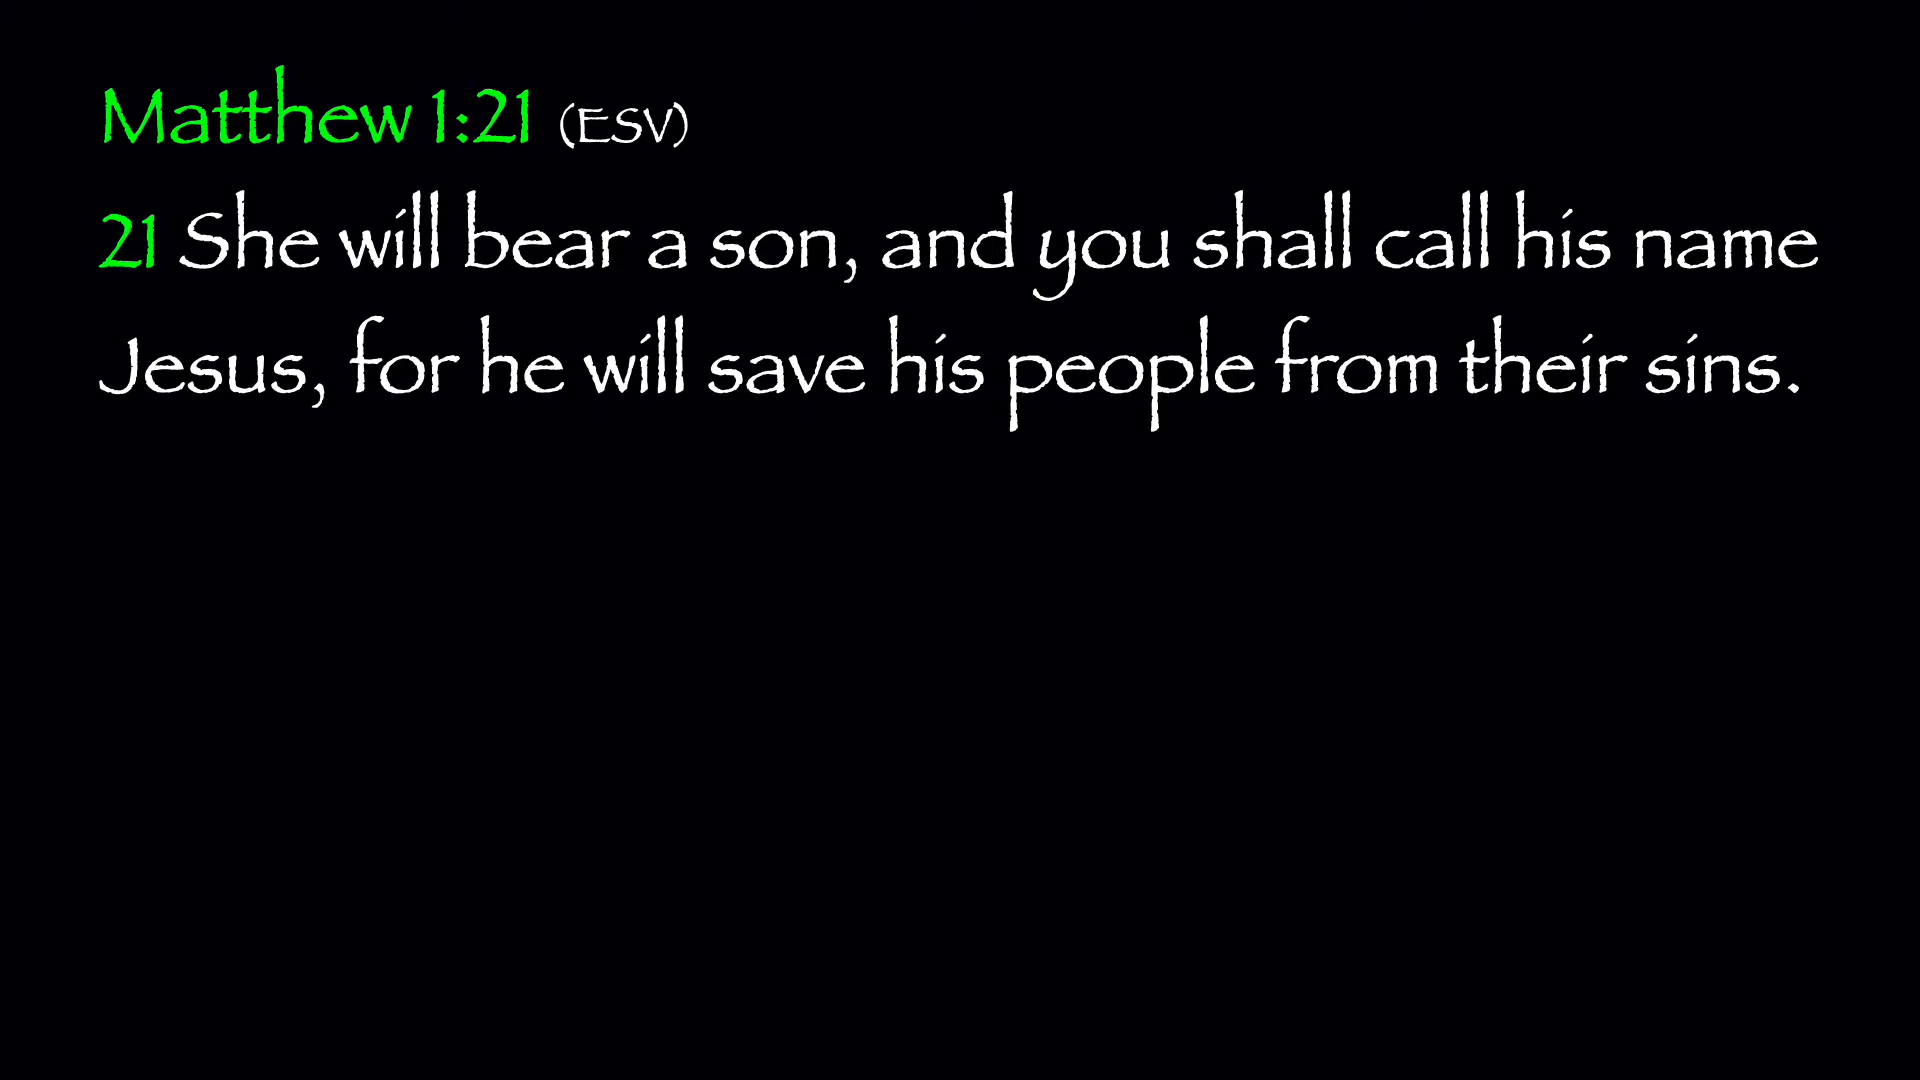 Matthew 1:21 (ESV)
21 She will bear a son, and you shall call his name
Jesus, for he will save his people from their sins.